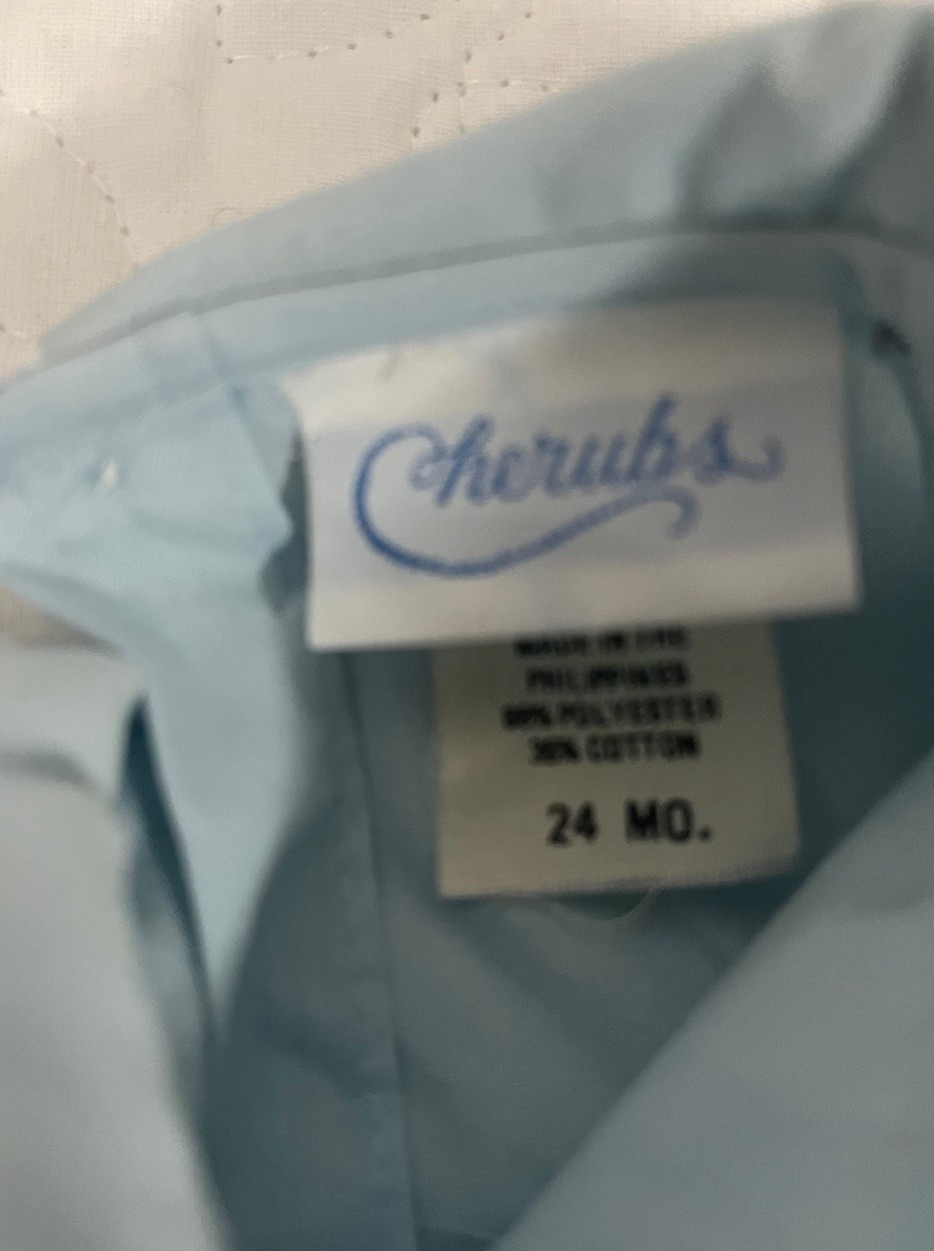 Cherubs
MADE IN THE
PHILIPPINES
POLYESTER
COTTON
24 MO.